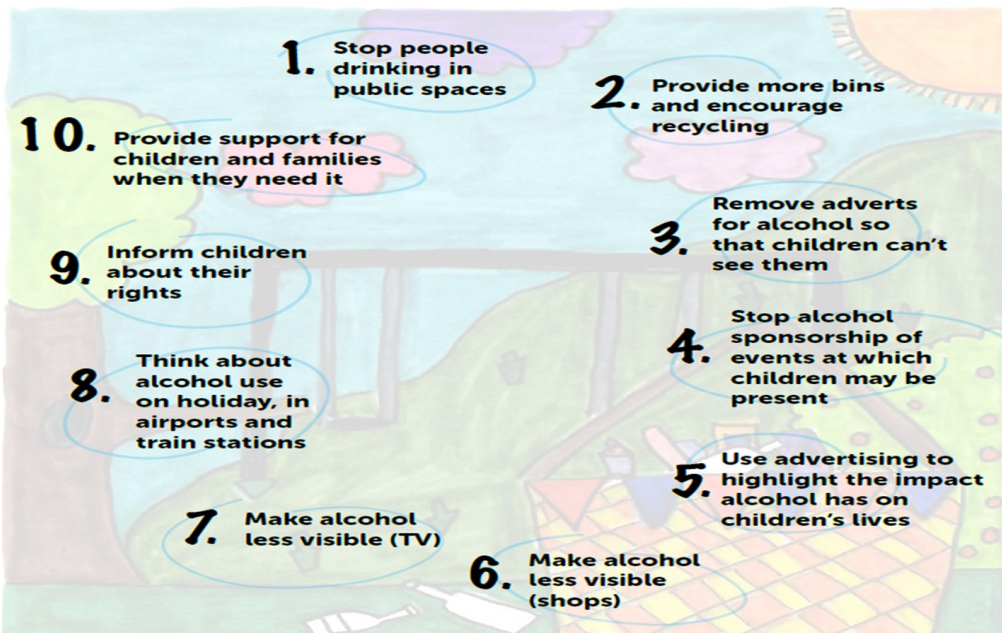 1. Stop people
drinking in
public spaces
2. Provide more bins
and encourage
recycling
3. Remove adverts
for alcohol so
that children can't
see them
4. Stop alcohol
sponsorship of
events at which
children may be
present
5. Use advertising to
highlight the impact
alcohol has on
children's lives
6. Make alcohol
less visible
(shops)
7. Make alcohol
less visible (TV)
8. Think about
alcohol use
on holiday, in
airports and
train stations
9. Inform children
about their
rights
10. Provide support for
children and families
when they need it